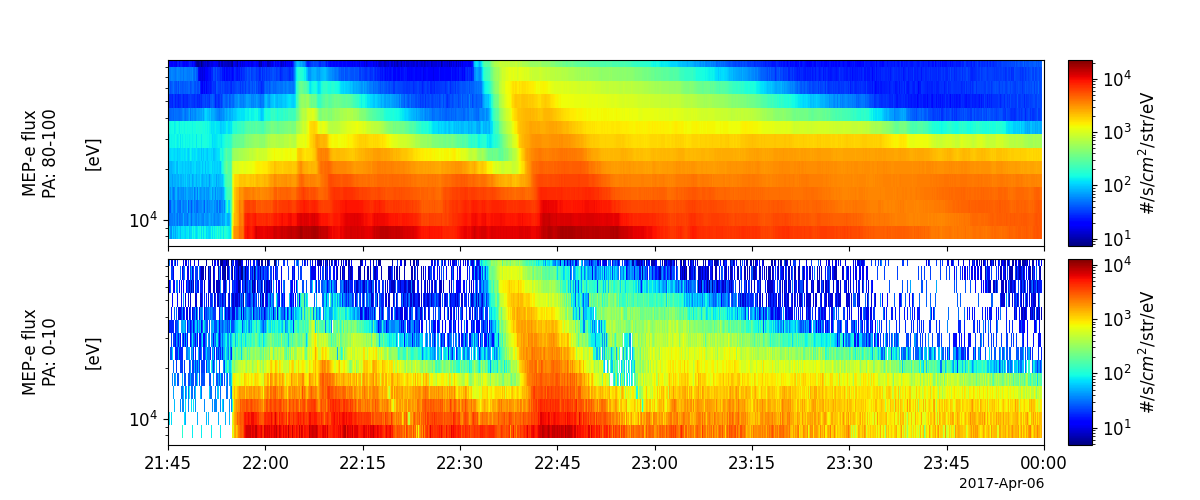 MEP-e flux
PA: 80-100
[eV]
10^4
10^4
10^3
10^2
10^1
#/s/cm^2/str/eV
MEP-e flux
PA: 0-10
[eV]
10^4
10^4
10^3
10^2
10^1
#/s/cm^2/str/eV
21:45 22:00 22:15 22:30 22:45 23:00 23:15 23:30 23:45 00:00
2017-Apr-06